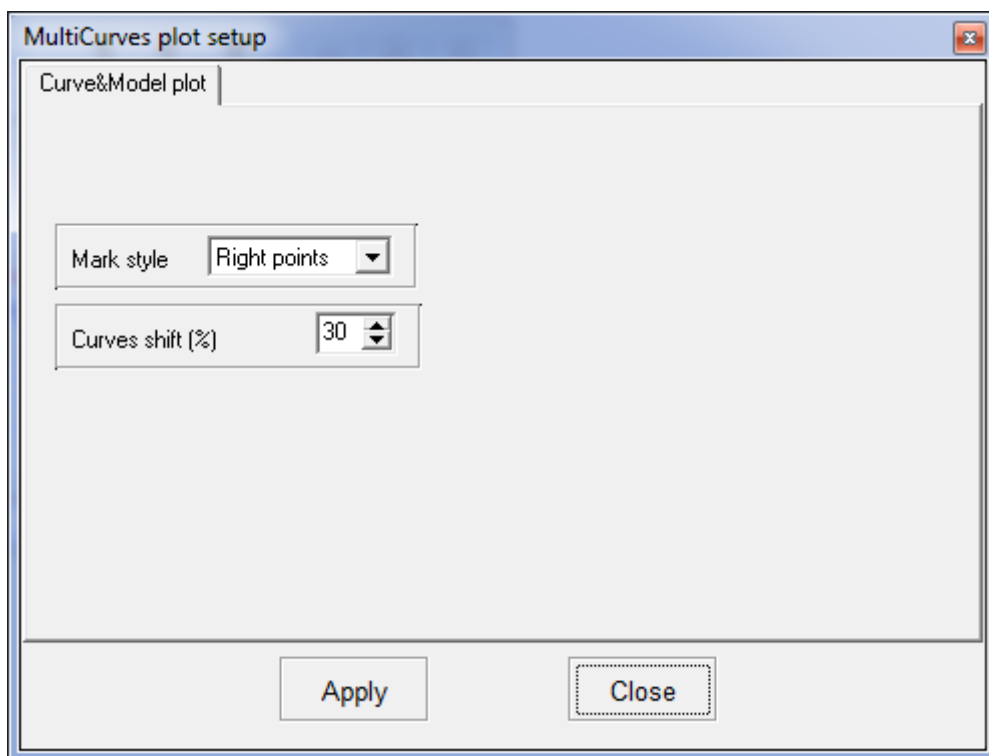 MultiCurves plot setup
Curve&Model plot
Mark style Right points
Curves shift (%) 30
Apply Close